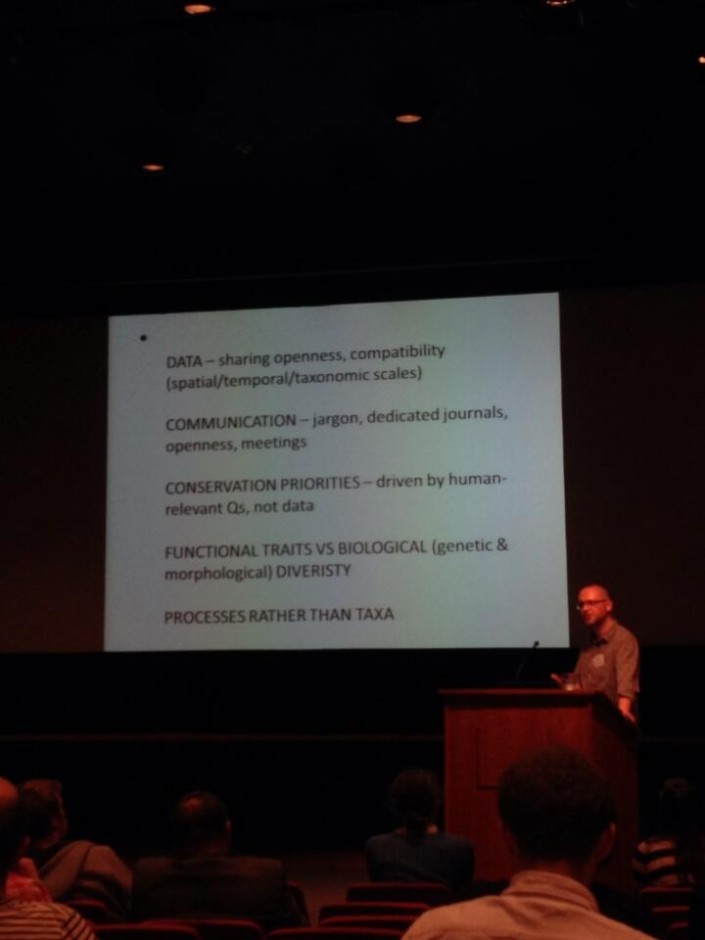 DATA – sharing openness, compatibility
(spatial/temporal/taxonomic scales)
COMMUNICATION – jargon, dedicated journals,
openness, meetings
CONSERVATION PRIORITIES – driven by human-
relevant Qs, not data
FUNCTIONAL TRAITS VS BIOLOGICAL (genetic &
morphological) DIVERISTY
PROCESSES RATHER THAN TAXA